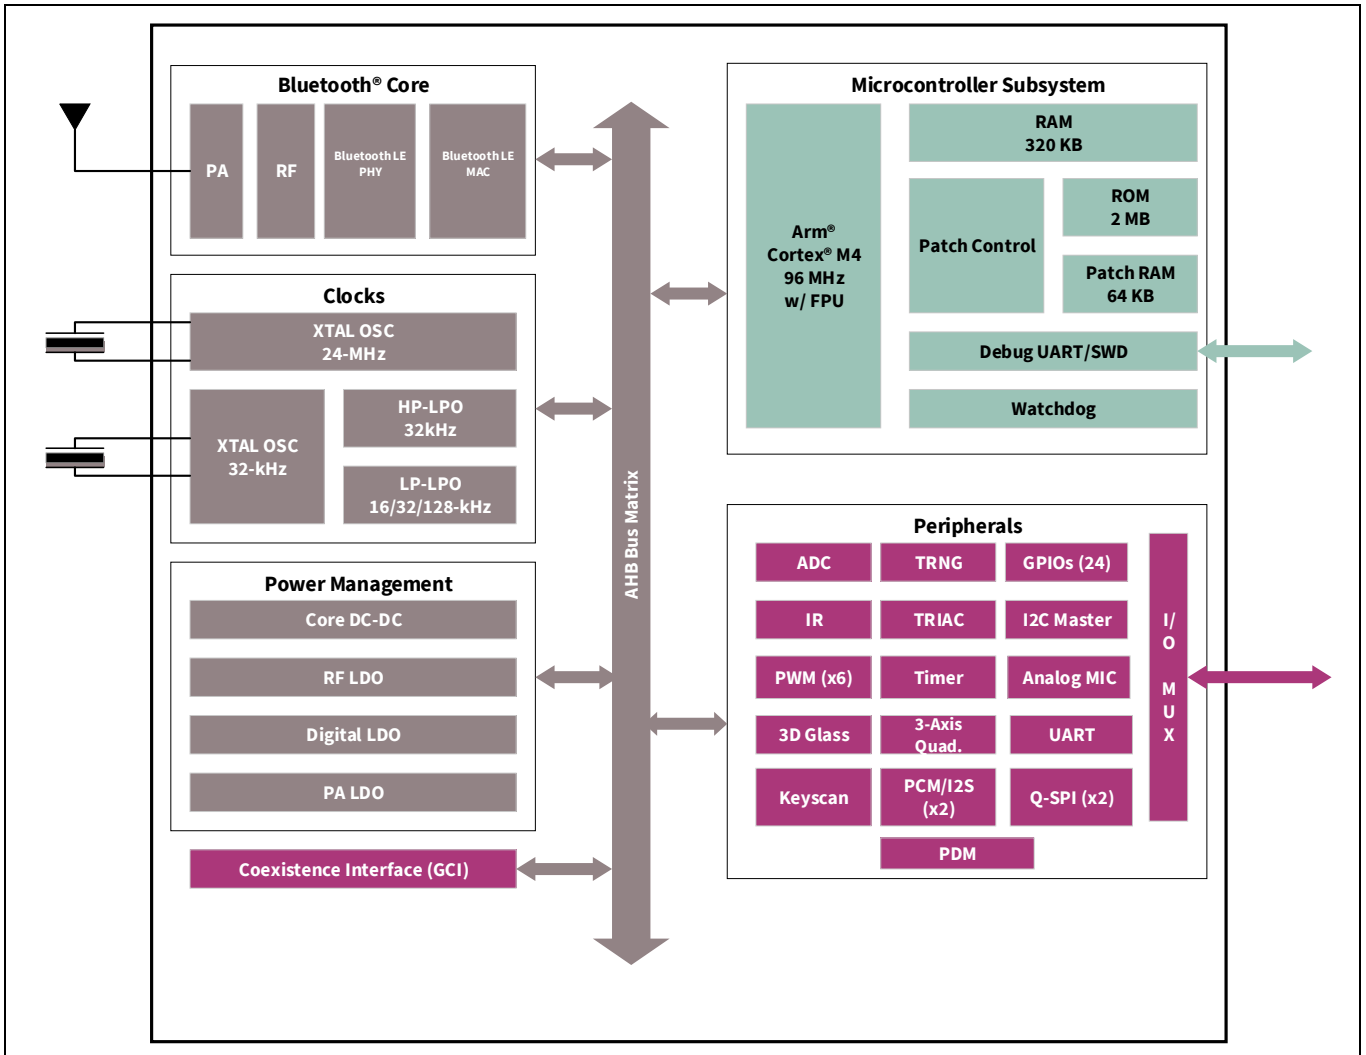 Bluetooth® Core
PA
RF
Bluetooth LE
PHY
Bluetooth LE
MAC
Clocks
XTAL OSC
24-MHz
XTAL OSC
32-kHz
HP-LPO
32kHz
LP-LPO
16/32/128-kHz
Power Management
Core DC-DC
RF LDO
Digital LDO
PA LDO
Coexistence Interface (GCI)
AHB Bus Matrix
Microcontroller Subsystem
Arm®
Cortex® M4
96 MHz
w/ FPU
RAM
320 KB
Patch Control
ROM
2 MB
Patch RAM
64 KB
Debug UART/SWD
Watchdog
Peripherals
ADC
TRNG
GPIOs (24)
IR
TRIAC
I2C Master
PWM (x6)
Timer
Analog MIC
3D Glass
3-Axis
Quad.
UART
Keyscan
PCM/I2S
(x2)
Q-SPI (x2)
PDM
I/
O
M
U
X